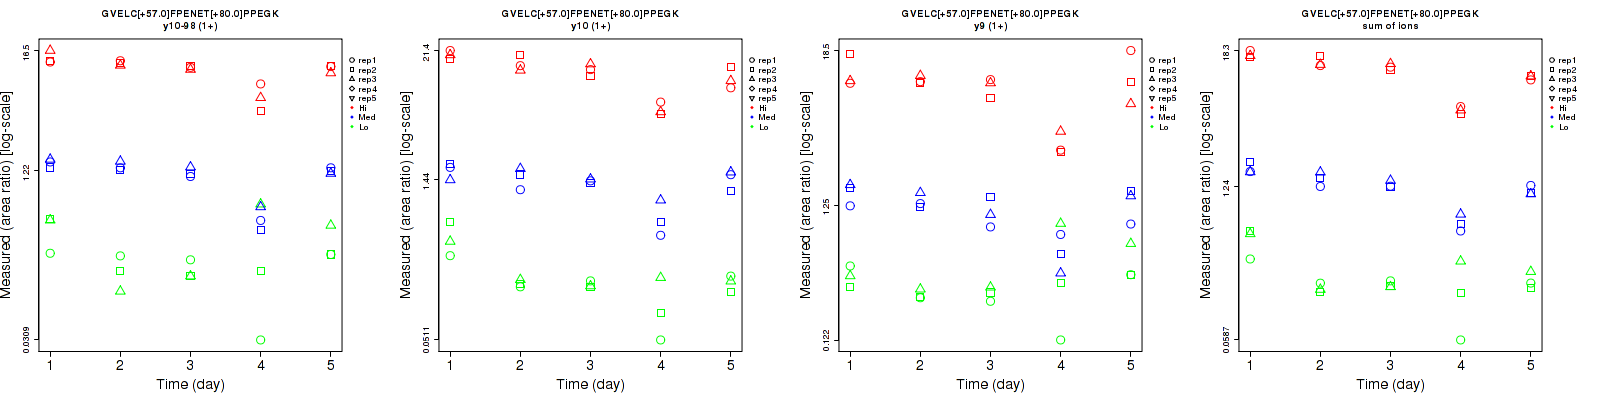 GVELC[+57.0]FPENET[+80.0]PPEGK
y10-98 (1+)
Measured (area ratio) [log-scale]
16.5
1.22
0.0309
1 2 3 4 5
Time (day)
rep1
rep2
rep3
rep4
rep5
Hi
Med
Lo
GVELC[+57.0]FPENET[+80.0]PPEGK
y10 (1+)
Measured (area ratio) [log-scale]
21.4
1.44
0.0511
1 2 3 4 5
Time (day)
rep1
rep2
rep3
rep4
rep5
Hi
Med
Lo
GVELC[+57.0]FPENET[+80.0]PPEGK
y9 (1+)
Measured (area ratio) [log-scale]
18.5
1.25
0.122
1 2 3 4 5
Time (day)
rep1
rep2
rep3
rep4
rep5
Hi
Med
Lo
GVELC[+57.0]FPENET[+80.0]PPEGK
sum of ions
Measured (area ratio) [log-scale]
18.3
1.24
0.0587
1 2 3 4 5
Time (day)
rep1
rep2
rep3
rep4
rep5
Hi
Med
Lo